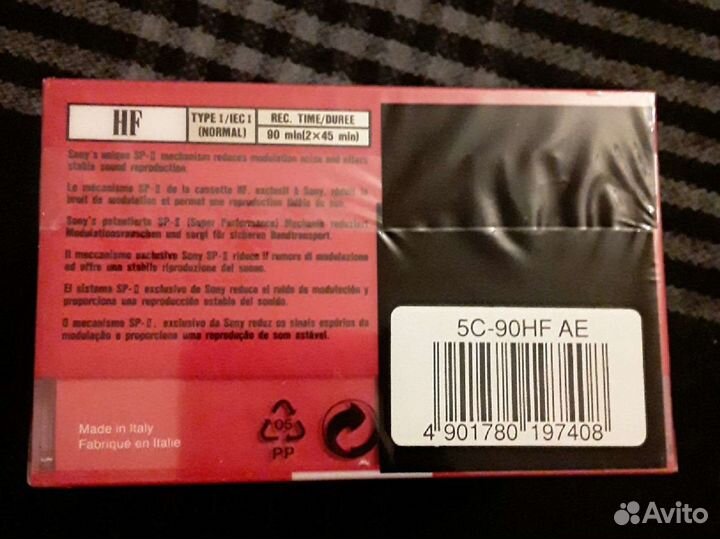 HF
TYPE I/IEC I
(NORMAL)
REC. TIME/DUREE
90 min(2×45 min)
Sony's unique SP-II mechanism reduces modulation noise and offers
stable sound reproduction.
Le mécanisme SP-II de la cassette HF, exclusif à Sony, réduit le
bruit de modulation et permet une reproduction stable du son.
Sony's patentierte SP-II (Super Performance) Mechanik reduziert
Modulationsrauschen und sorgt für sicheren Bandtransport.
Il meccanismo exclusivo Sony SP-II riduce il rumore di modulazione
ed offre una stabile riproduzione del suono.
El sistema SP-II exclusivo de Sony reduce el ruido de modulación y
proporciona una reproducción estable del sonido.
O mecanismo SP-II, exclusivo da Sony reduz os sinais espúrios da
modulação e proporciona uma reprodução de som estável.
Made in Italy
Fabriqué en Italie
05
PP
5C-90HF AE
4 901780 197408
Avito